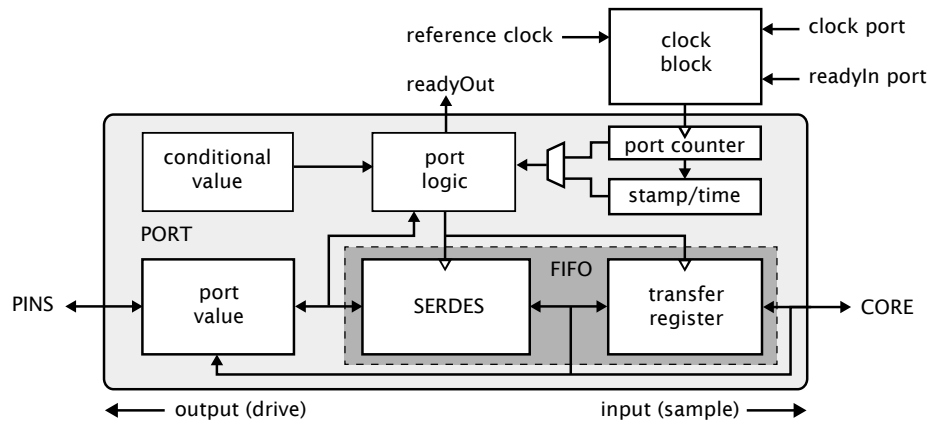 reference clock
clock
block
clock port
readyIn port
readyOut
conditional
value
port
logic
port counter
stamp/time
PORT
FIFO
PINS
port
value
SERDES
transfer
register
CORE
output (drive)
input (sample)